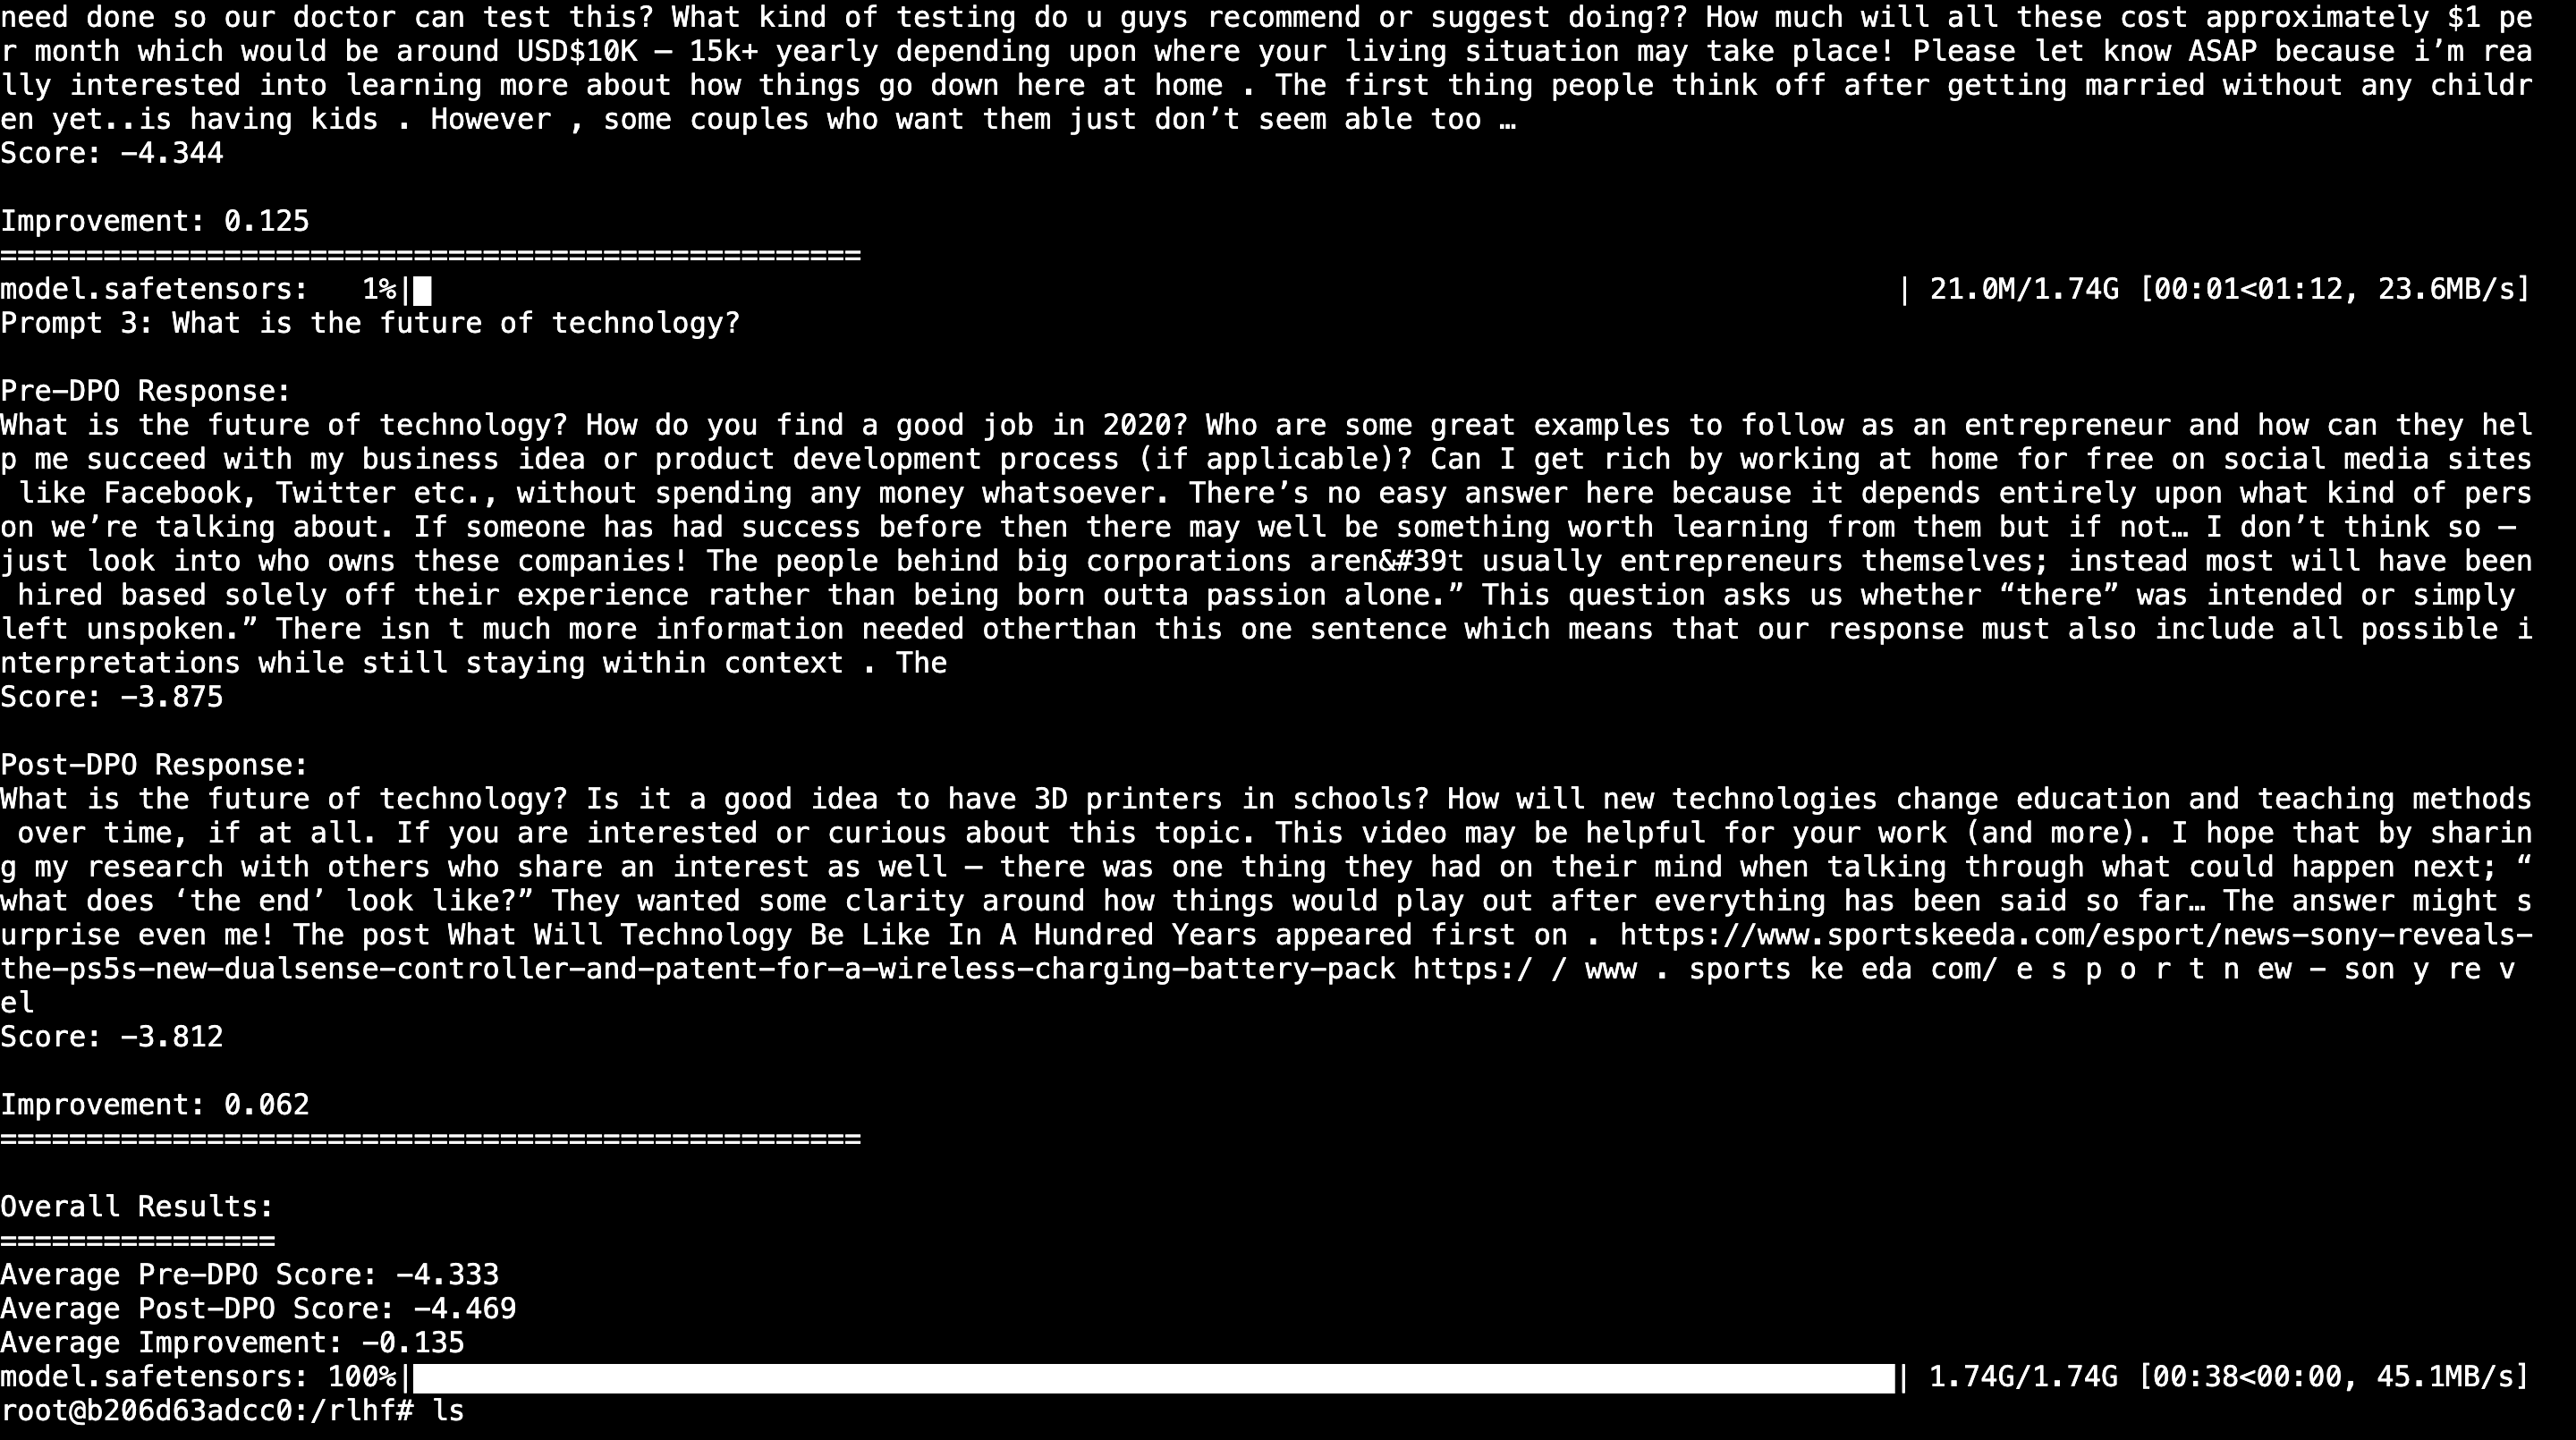 need done so our doctor can test this? What kind of testing do u guys recommend or suggest doing?? How much will all these cost approximately $1 pe
r month which would be around USD$10K – 15k+ yearly depending upon where your living situation may take place! Please let know ASAP because i’m rea
lly interested into learning more about how things go down here at home . The first thing people think off after getting married without any childr
en yet..is having kids . However , some couples who want them just don’t seem able too …
Score: -4.344

Improvement: 0.125
==================================================
model.safetensors:   1%|█ | 21.0M/1.74G [00:01<01:12, 23.6MB/s]
Prompt 3: What is the future of technology?

Pre-DPO Response:
What is the future of technology? How do you find a good job in 2020? Who are some great examples to follow as an entrepreneur and how can they hel
p me succeed with my business idea or product development process (if applicable)? Can I get rich by working at home for free on social media sites
 like Facebook, Twitter etc., without spending any money whatsoever. There’s no easy answer here because it depends entirely upon what kind of pers
on we’re talking about. If someone has had success before then there may well be something worth learning from them but if not… I don’t think so –
just look into who owns these companies! The people behind big corporations aren&#39t usually entrepreneurs themselves; instead most will have been
 hired based solely off their experience rather than being born outta passion alone.” This question asks us whether “there” was intended or simply
left unspoken.” There isn t much more information needed otherthan this one sentence which means that our response must also include all possible i
nterpretations while still staying within context . The
Score: -3.875

Post-DPO Response:
What is the future of technology? Is it a good idea to have 3D printers in schools? How will new technologies change education and teaching methods
 over time, if at all. If you are interested or curious about this topic. This video may be helpful for your work (and more). I hope that by sharin
g my research with others who share an interest as well – there was one thing they had on their mind when talking through what could happen next; “
what does ‘the end’ look like?” They wanted some clarity around how things would play out after everything has been said so far… The answer might s
urprise even me! The post What Will Technology Be Like In A Hundred Years appeared first on . https://www.sportskeeda.com/esport/news-sony-reveals-
the-ps5s-new-dualsense-controller-and-patent-for-a-wireless-charging-battery-pack https:/ / www . sports ke eda com/ e s p o r t n ew – son y re v
el
Score: -3.812

Improvement: 0.062
==================================================

Overall Results:
================
Average Pre-DPO Score: -4.333
Average Post-DPO Score: -4.469
Average Improvement: -0.135
model.safetensors: 100%|█| 1.74G/1.74G [00:38<00:00, 45.1MB/s]
root@b206d63adcc0:/rlhf# ls